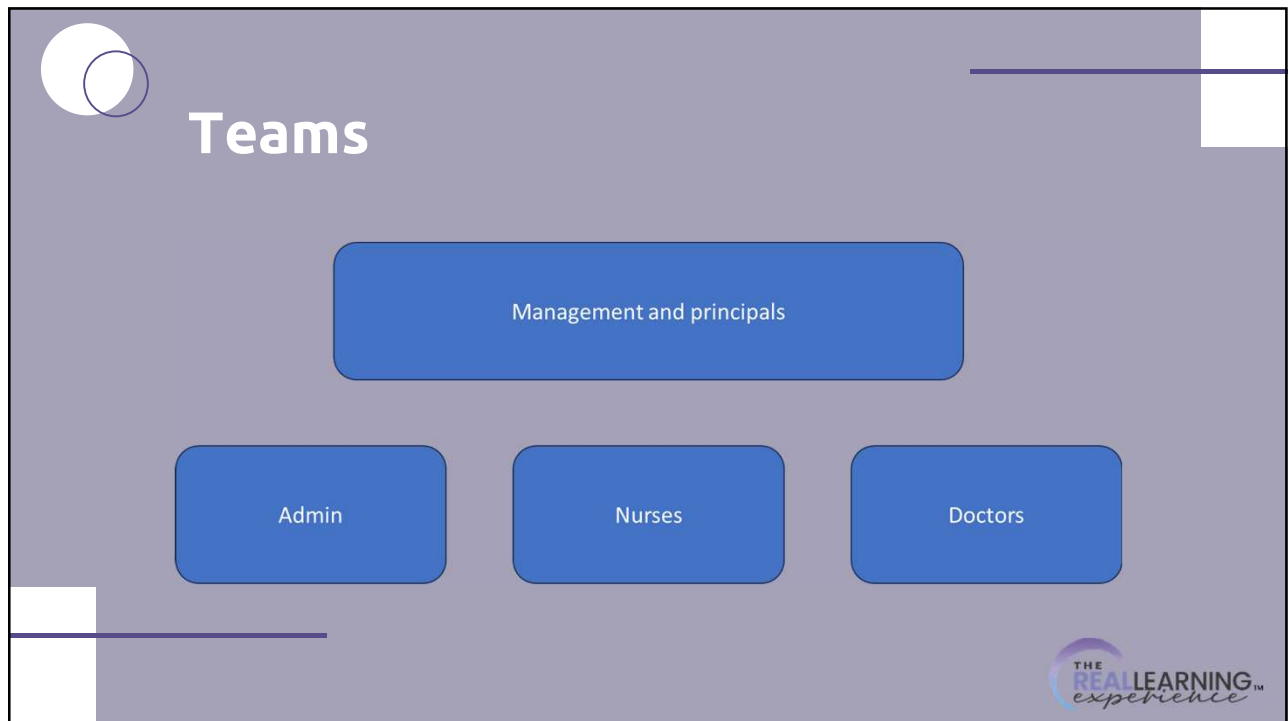 Teams
Management and principals
Admin
Nurses
Doctors
THE
REALLEARNING™
experience